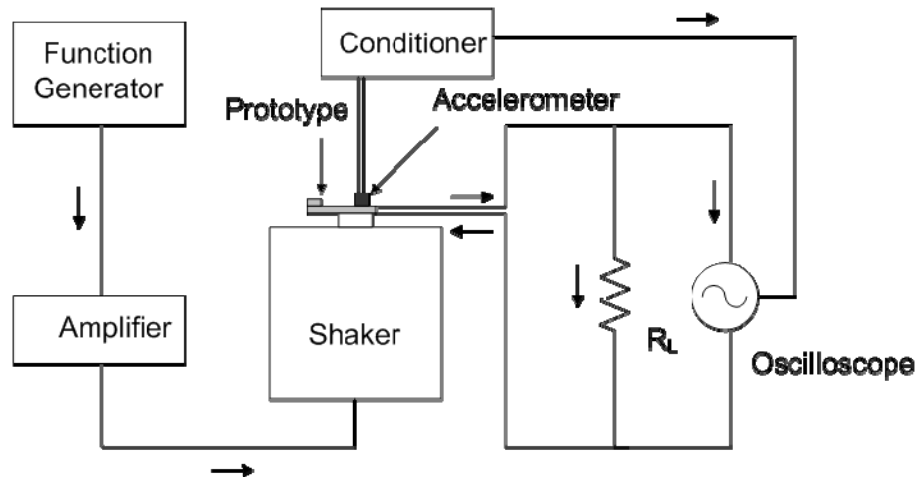 Function
Generator
Conditioner
Prototype
Accelerometer
Amplifier
Shaker
RL
Oscilloscope